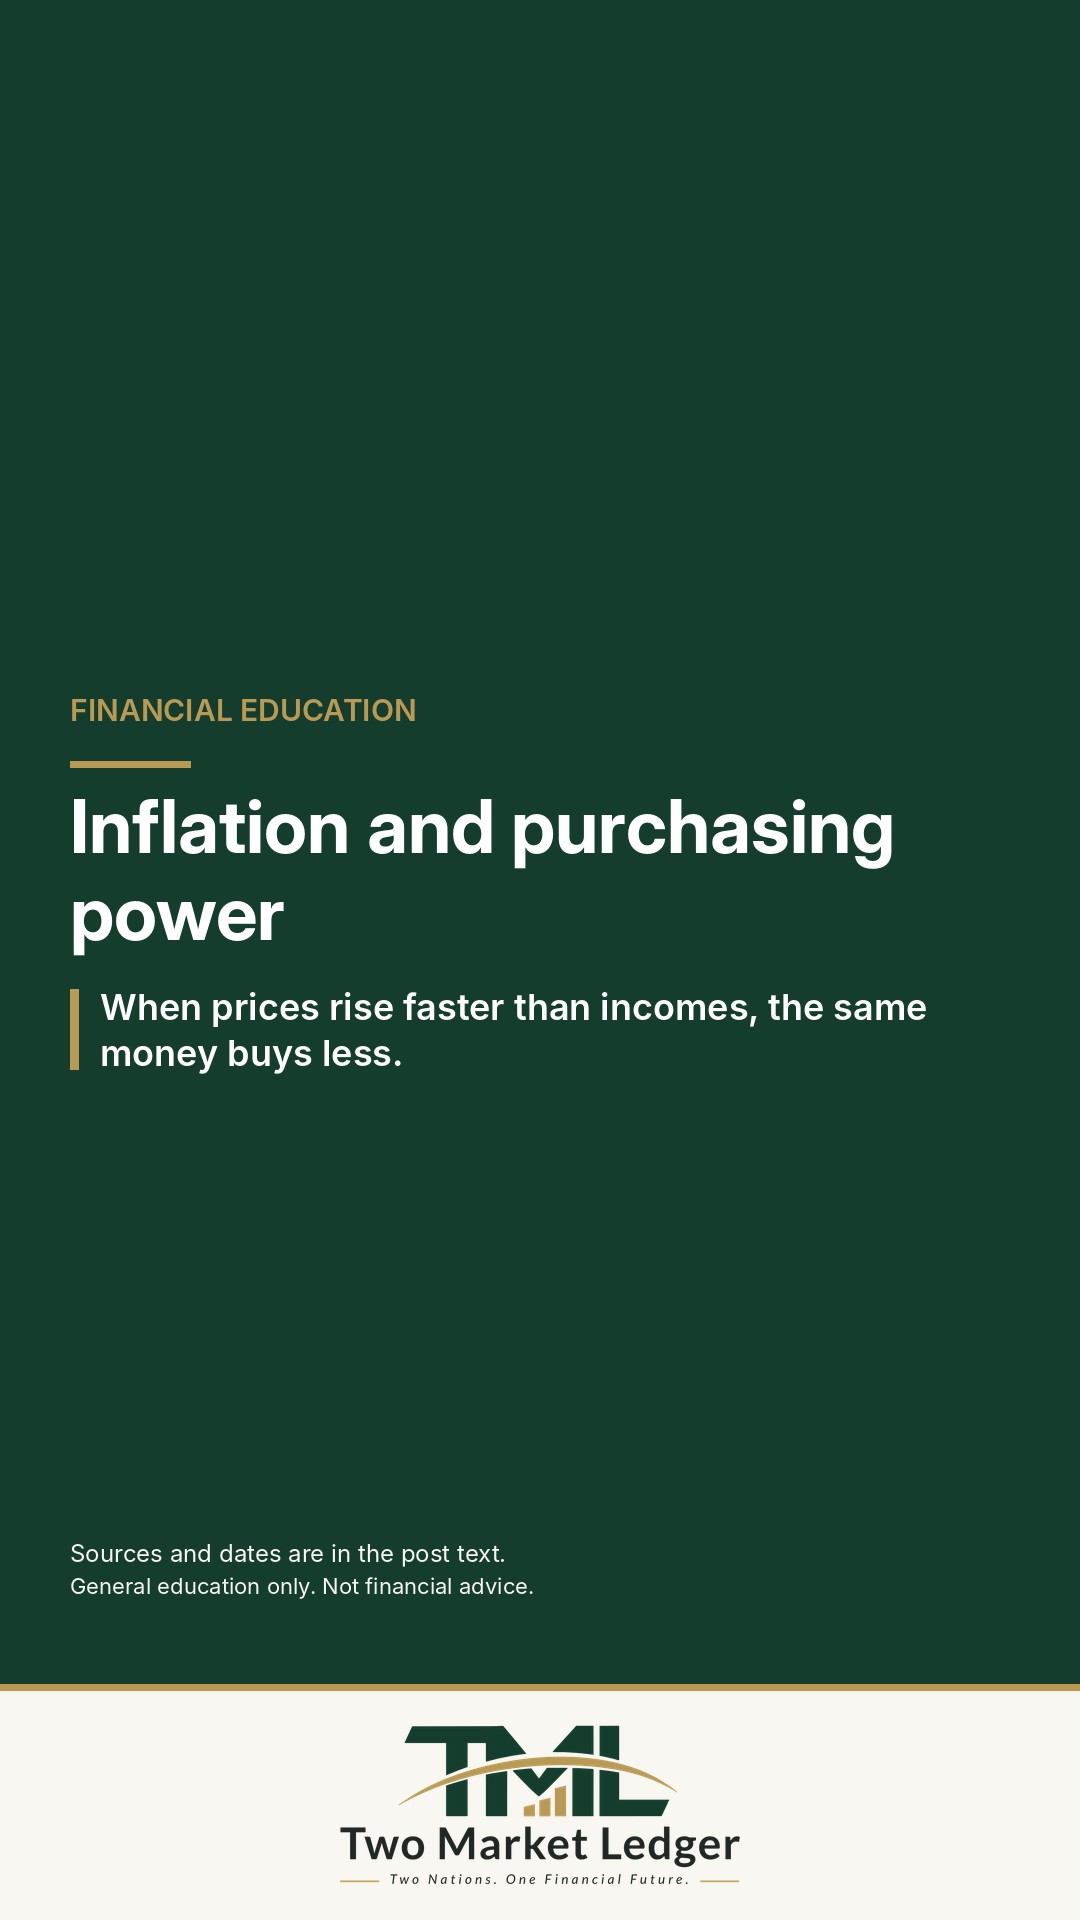 FINANCIAL EDUCATION
Inflation and purchasing
power
When prices rise faster than incomes, the same
money buys less.
Sources and dates are in the post text.
General education only. Not financial advice.
TML
Two Market Ledger
Two Nations. One Financial Future.